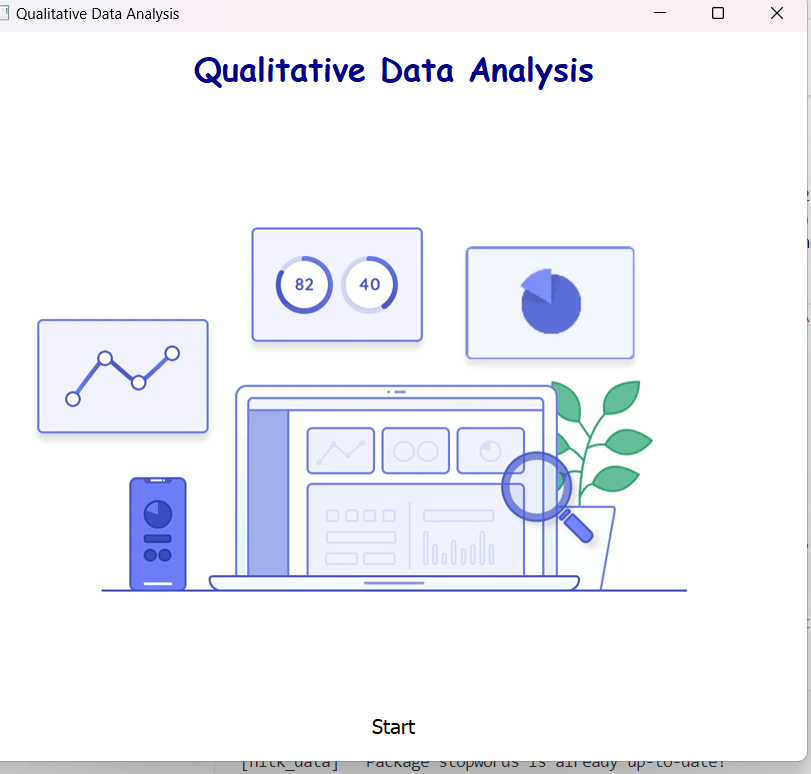 Qualitative Data Analysis
Qualitative Data Analysis
82
40
Start
[nltk_data] Package stopwords is already up-to-date!